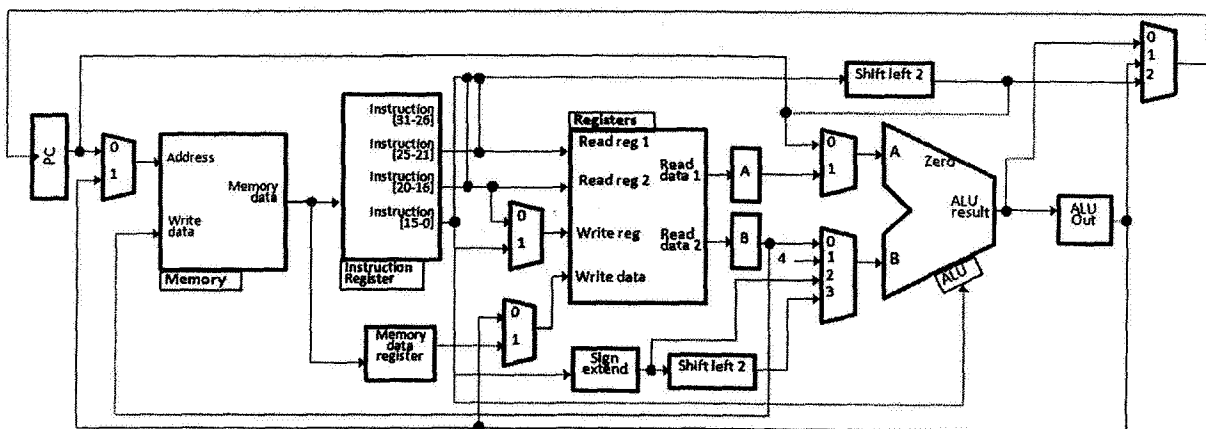 0
1
2
Shift left 2
PC
0
1
Address
Memory
data
Write
data
Memory
Instruction
[31-26]
Instruction
[25-21]
Instruction
[20-16]
Instruction
[15-0]
Instruction
Register
Memory
data
register
0
1
0
1
Registers
Read reg 1
Read reg 2
Write reg
Write data
Read
data 1
Read
data 2
A
B
Sign
extend
Shift left 2
0
1
4
0
1
2
3
A
B
Zero
ALU
result
ALU
ALU
Out